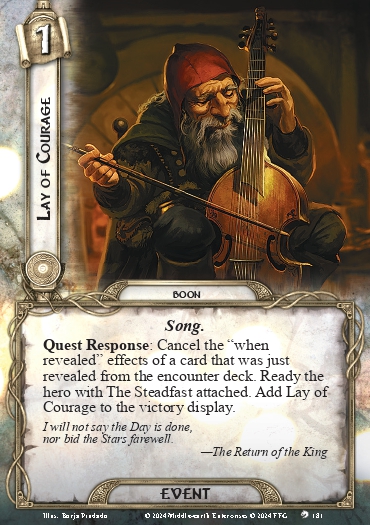 1
LAY OF COURAGE
BOON
Song.
Quest Response: Cancel the “when
revealed” effects of a card that was just
revealed from the encounter deck. Ready the
hero with The Steadfast attached. Add Lay of
Courage to the victory display.
I will not say the Day is done,
nor bid the Stars farewell.
—The Return of the King
EVENT
Illus. Borja Pindado © 2024 Middle-earth Enterprises © 2024 FFG 181